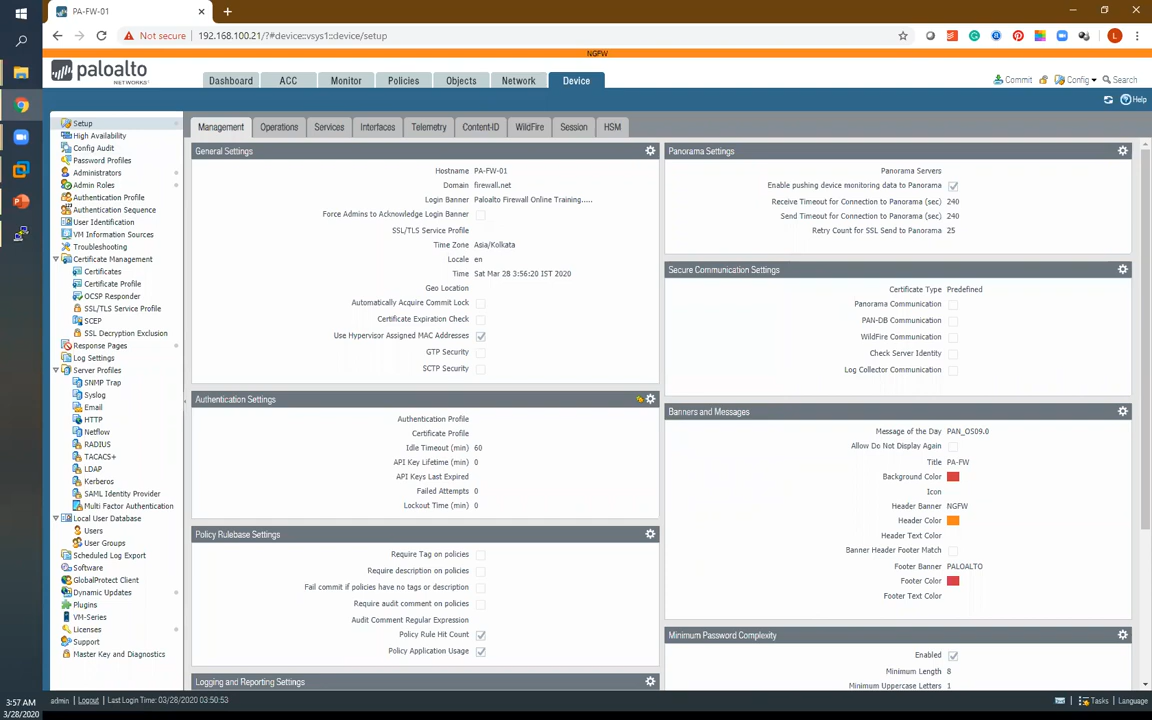 PA-FW-01
Not secure
192.168.100.21/?#device::vsys1::device/setup
L
NGFW
paloalto
NETWORKS
Dashboard
ACC
Monitor
Policies
Objects
Network
Device
Commit
Config
Search
Help
Setup
High Availability
Config Audit
Password Profiles
Administrators
Admin Roles
Authentication Profile
Authentication Sequence
User Identification
VM Information Sources
Troubleshooting
Certificate Management
Certificates
Certificate Profile
OCSP Responder
SSL/TLS Service Profile
SCEP
SSL Decryption Exclusion
Response Pages
Log Settings
Server Profiles
SNMP Trap
Syslog
Email
HTTP
Netflow
RADIUS
TACACS+
LDAP
Kerberos
SAML Identity Provider
Multi Factor Authentication
Local User Database
Users
User Groups
Scheduled Log Export
Software
GlobalProtect Client
Dynamic Updates
Plugins
VM-Series
Licenses
Support
Master Key and Diagnostics
Management
Operations
Services
Interfaces
Telemetry
Content-ID
WildFire
Session
HSM
General Settings
Hostname PA-FW-01
Domain firewall.net
Login Banner Paloalto Firewall Online Training.....
Force Admins to Acknowledge Login Banner
SSL/TLS Service Profile
Time Zone Asia/Kolkata
Locale en
Time Sat Mar 28 3:56:20 IST 2020
Geo Location
Automatically Acquire Commit Lock
Certificate Expiration Check
Use Hypervisor Assigned MAC Addresses
GTP Security
SCTP Security
Authentication Settings
Authentication Profile
Certificate Profile
Idle Timeout (min) 60
API Key Lifetime (min) 0
API Keys Last Expired
Failed Attempts 0
Lockout Time (min) 0
Policy Rulebase Settings
Require Tag on policies
Require description on policies
Fail commit if policies have no tags or description
Require audit comment on policies
Audit Comment Regular Expression
Policy Rule Hit Count
Policy Application Usage
Logging and Reporting Settings
Panorama Settings
Panorama Servers
Enable pushing device monitoring data to Panorama
Receive Timeout for Connection to Panorama (sec) 240
Send Timeout for Connection to Panorama (sec) 240
Retry Count for SSL Send to Panorama 25
Secure Communication Settings
Certificate Type Predefined
Panorama Communication
PAN-DB Communication
WildFire Communication
Check Server Identity
Log Collector Communication
Banners and Messages
Message of the Day PAN_OS09.0
Allow Do Not Display Again
Title PA-FW
Background Color
Icon
Header Banner NGFW
Header Color
Header Text Color
Banner Header Footer Match
Footer Banner PALOALTO
Footer Color
Footer Text Color
Minimum Password Complexity
Enabled
Minimum Length 8
Minimum Uppercase Letters 1
admin
Logout
Last Login Time: 03/28/2020 03:50:53
Tasks
Language
3:57 AM
3/28/2020